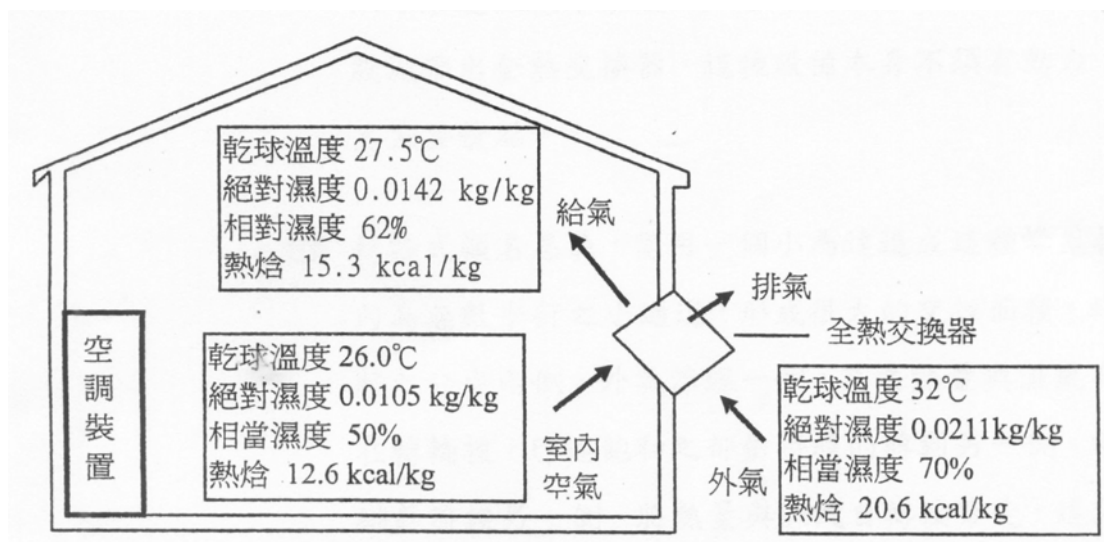 乾球溫度 27.5℃
絕對濕度 0.0142 kg/kg
相對濕度 62%
熱焓 15.3 kcal/kg
給氣
排氣
全熱交換器
空調裝置
乾球溫度 26.0℃
絕對濕度 0.0105 kg/kg
相當濕度 50%
熱焓 12.6 kcal/kg
室內
空氣
外氣
乾球溫度 32℃
絕對濕度 0.0211kg/kg
相當濕度 70%
熱焓 20.6 kcal/kg